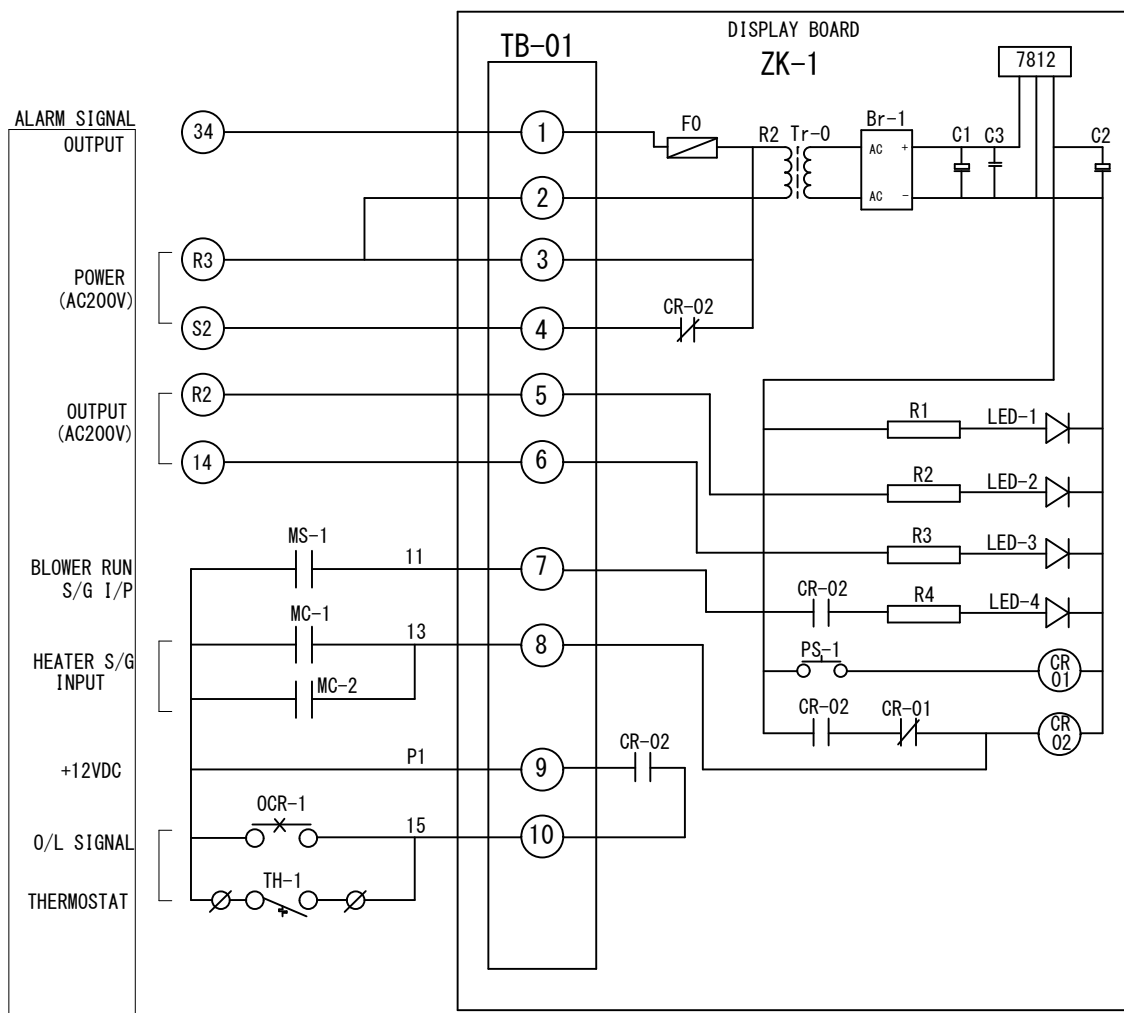 DISPLAY BOARD
ZK-1
TB-01
7812
ALARM SIGNAL
OUTPUT
34
1
F0
R2
Tr-0
Br-1
AC +
AC -
C1
C3
C2
2
POWER
(AC200V)
R3
3
S2
4
CR-02
OUTPUT
(AC200V)
R2
5
14
6
R1
LED-1
R2
LED-2
R3
LED-3
BLOWER RUN
S/G I/P
MS-1
11
7
CR-02
R4
LED-4
HEATER S/G
INPUT
MC-1
13
8
MC-2
PS-1
CR
01
CR-02
CR-01
CR
02
+12VDC
P1
9
CR-02
O/L SIGNAL
OCR-1
15
10
THERMOSTAT
TH-1